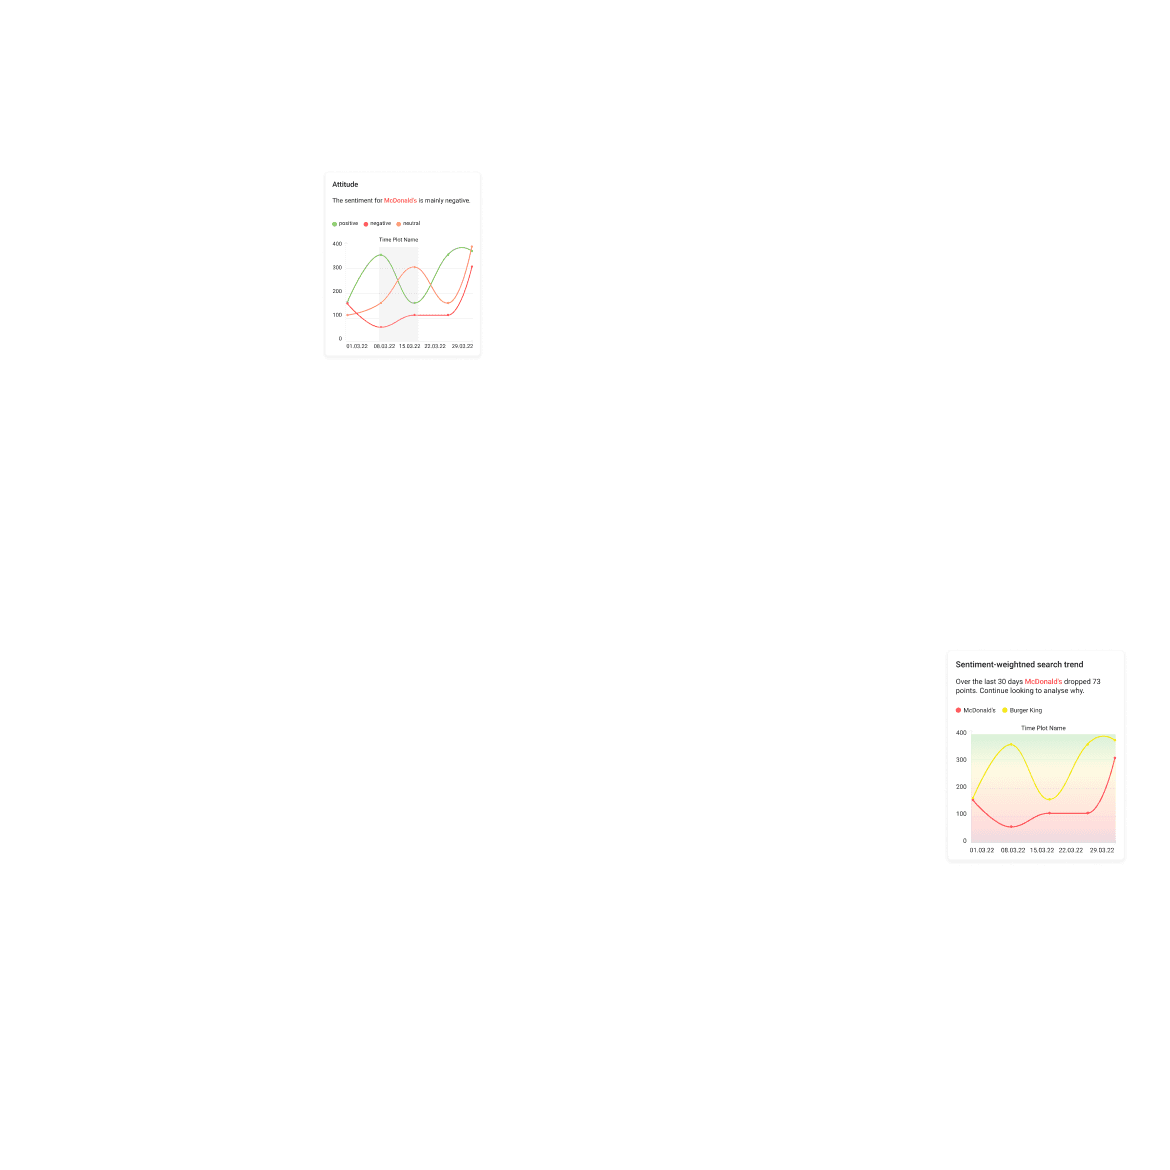 Attitude
The sentiment for McDonald's is mainly negative.
positive negative neutral
Time Plot Name
400
300
200
100
0
01.03.22 08.03.22 15.03.22 22.03.22 29.03.22
Sentiment-weightned search trend
Over the last 30 days McDonald's dropped 73
points. Continue looking to analyse why.
McDonald's Burger King
Time Plot Name
400
300
200
100
0
01.03.22 08.03.22 15.03.22 22.03.22 29.03.22